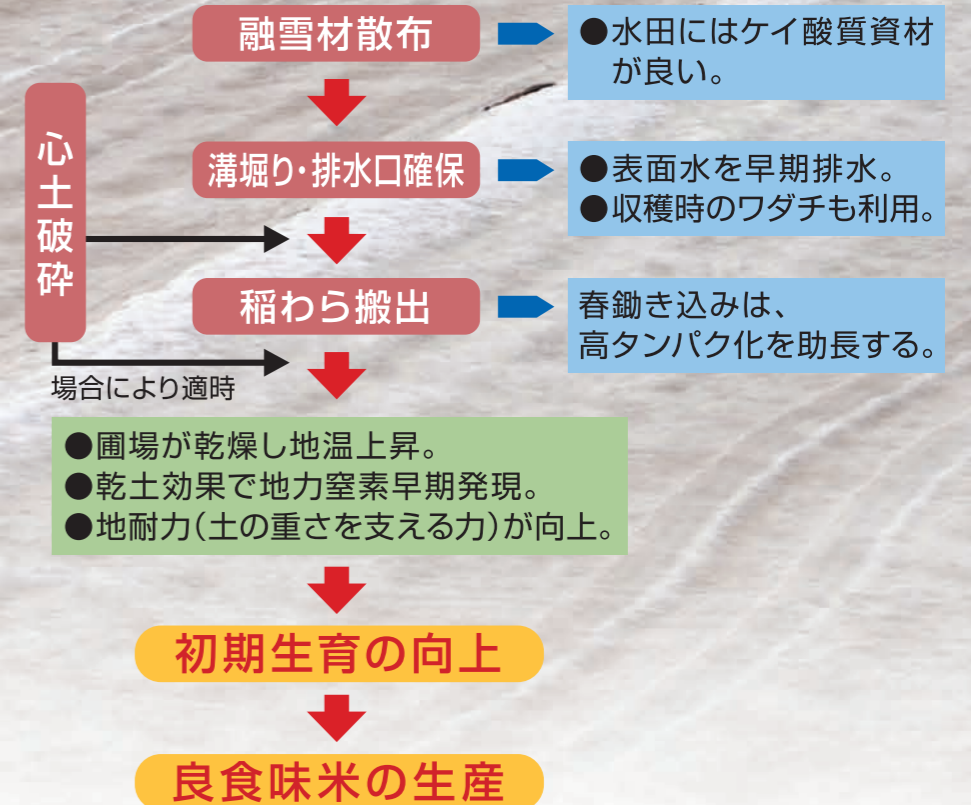 融雪材散布
●水田にはケイ酸質資材
が良い。
心土破砕
溝堀り・排水口確保
●表面水を早期排水。
●収穫時のワダチも利用。
稲わら搬出
春鋤き込みは、
高タンパク化を助長する。
場合により適時
●圃場が乾燥し地温上昇。
●乾土効果で地力窒素早期発現。
●地耐力(土の重さを支える力)が向上。
初期生育の向上
良食味米の生産